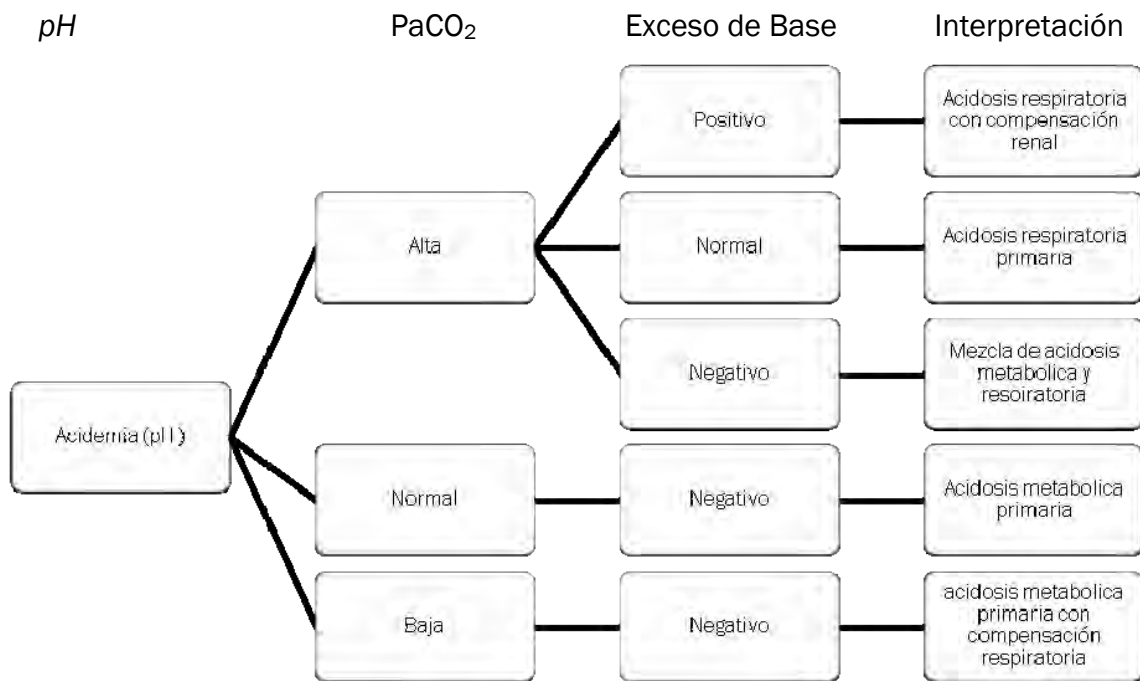 pH
PaCO2
Exceso de Base
Interpretación
Positivo
Acidosis respiratoria
con compensación
renal
Alta
Normal
Acidosis respiratoria
primaria
Negativo
Mezcla de acidosis
metabolica y
resoiratoria
Acidemia (pH)
Normal
Negativo
Acidosis metabolica
primaria
Baja
Negativo
acidosis metabolica
primaria con
compensación
respiratoria